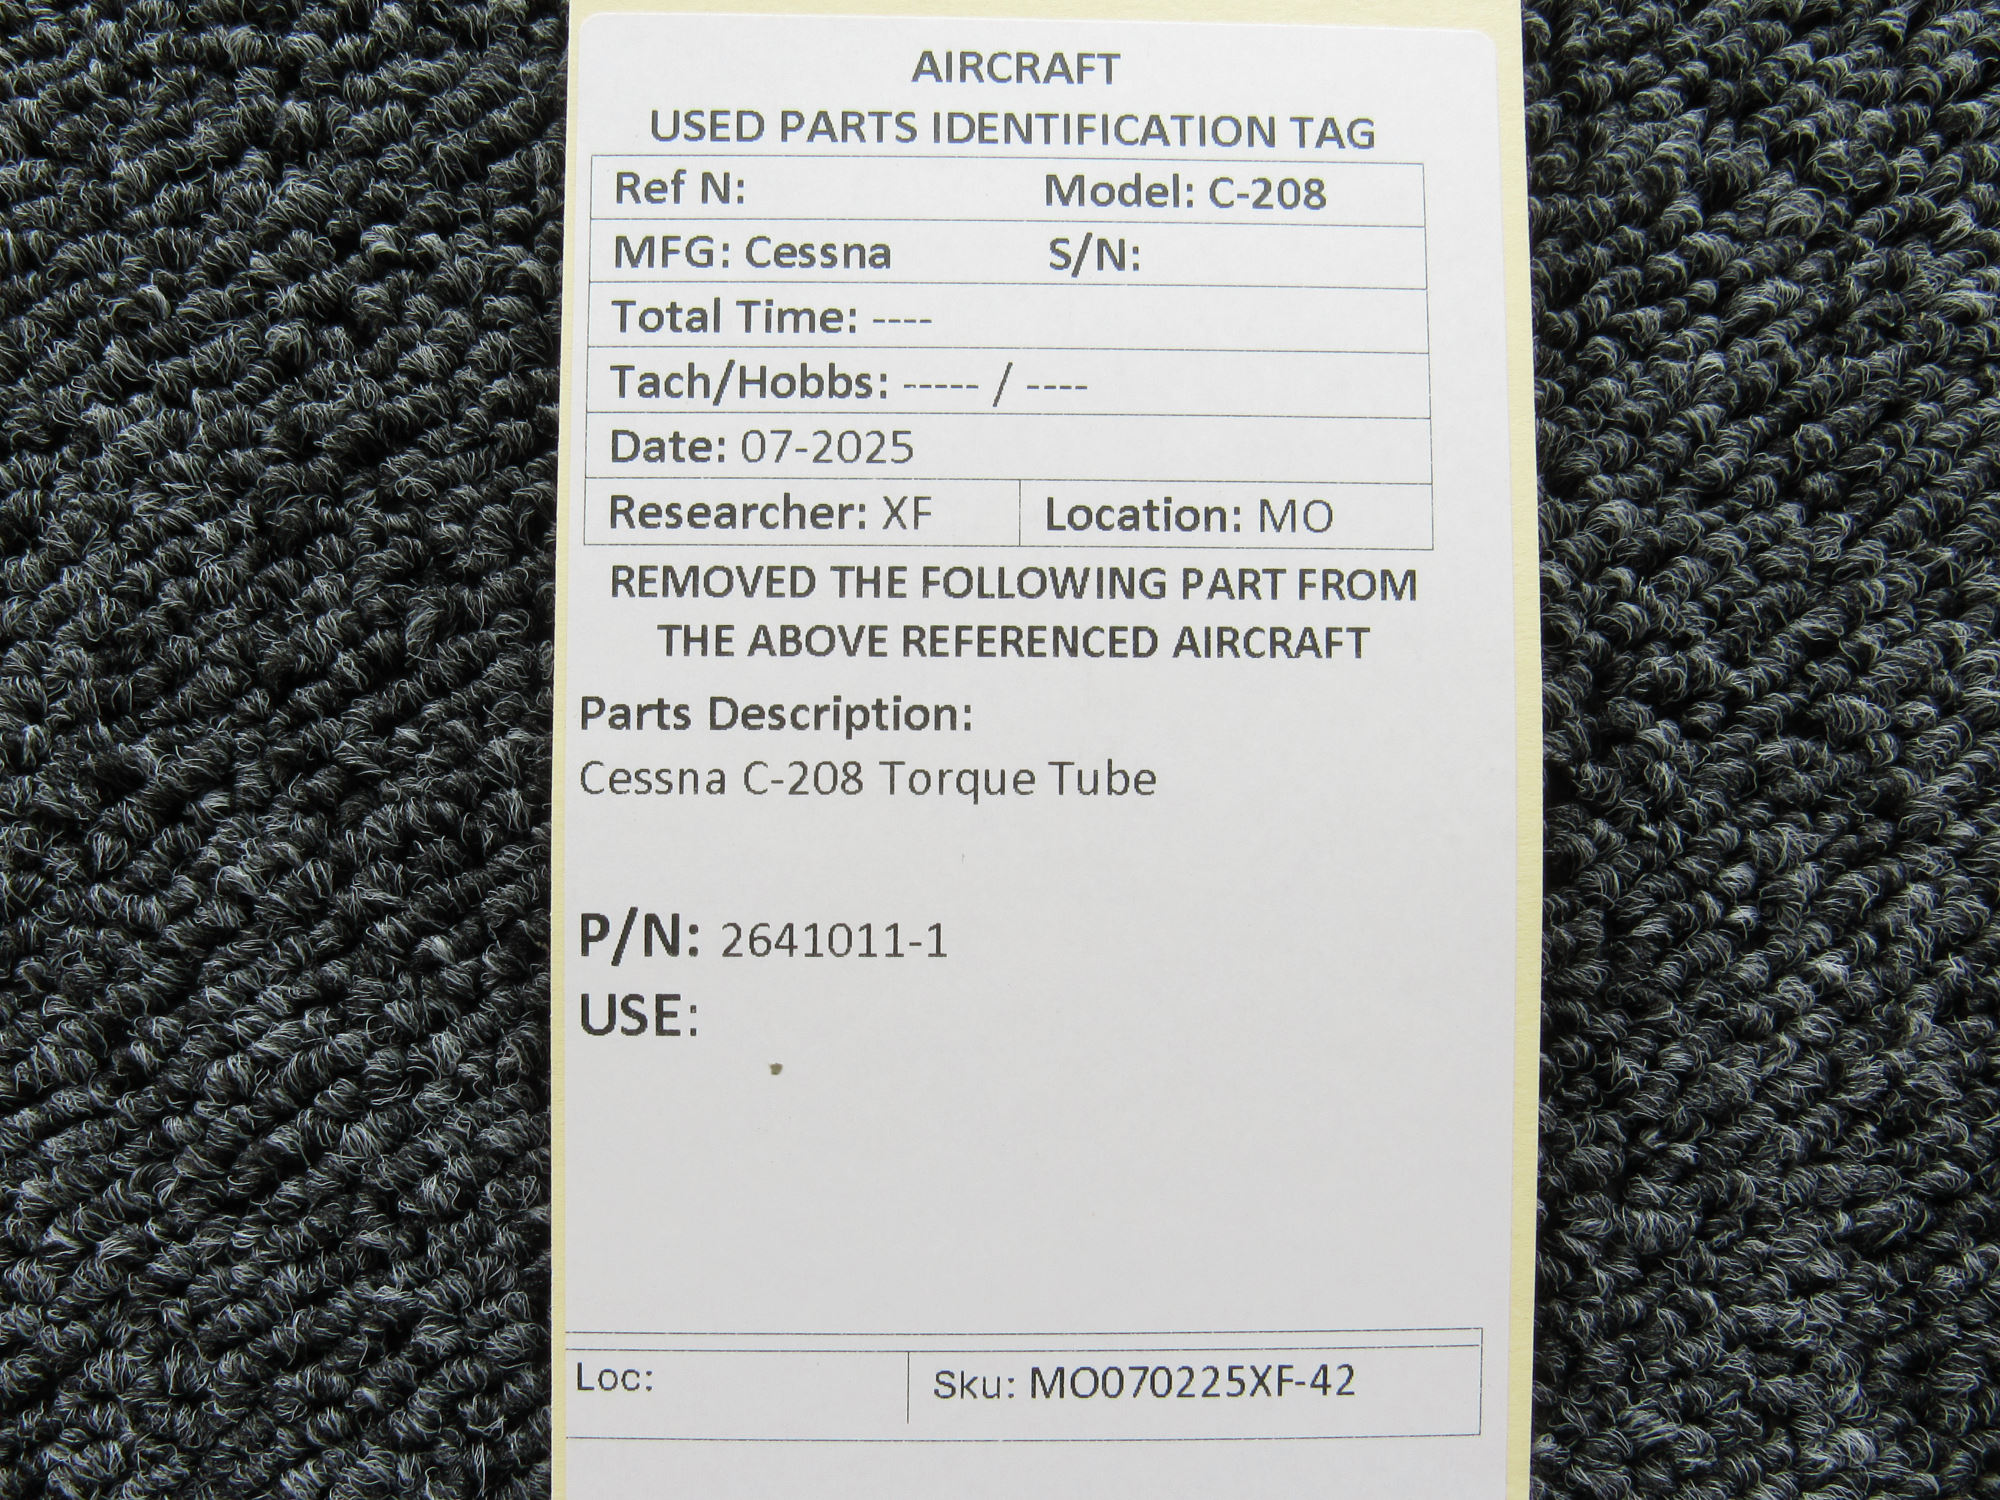 AIRCRAFT
USED PARTS IDENTIFICATION TAG
Ref N: Model: C-208
MFG: Cessna S/N:
Total Time: ----
Tach/Hobbs: ----- / ----
Date: 07-2025
Researcher: XF Location: MO
REMOVED THE FOLLOWING PART FROM
THE ABOVE REFERENCED AIRCRAFT
Parts Description:
Cessna C-208 Torque Tube
P/N: 2641011-1
USE:
Loc: Sku: MO070225XF-42